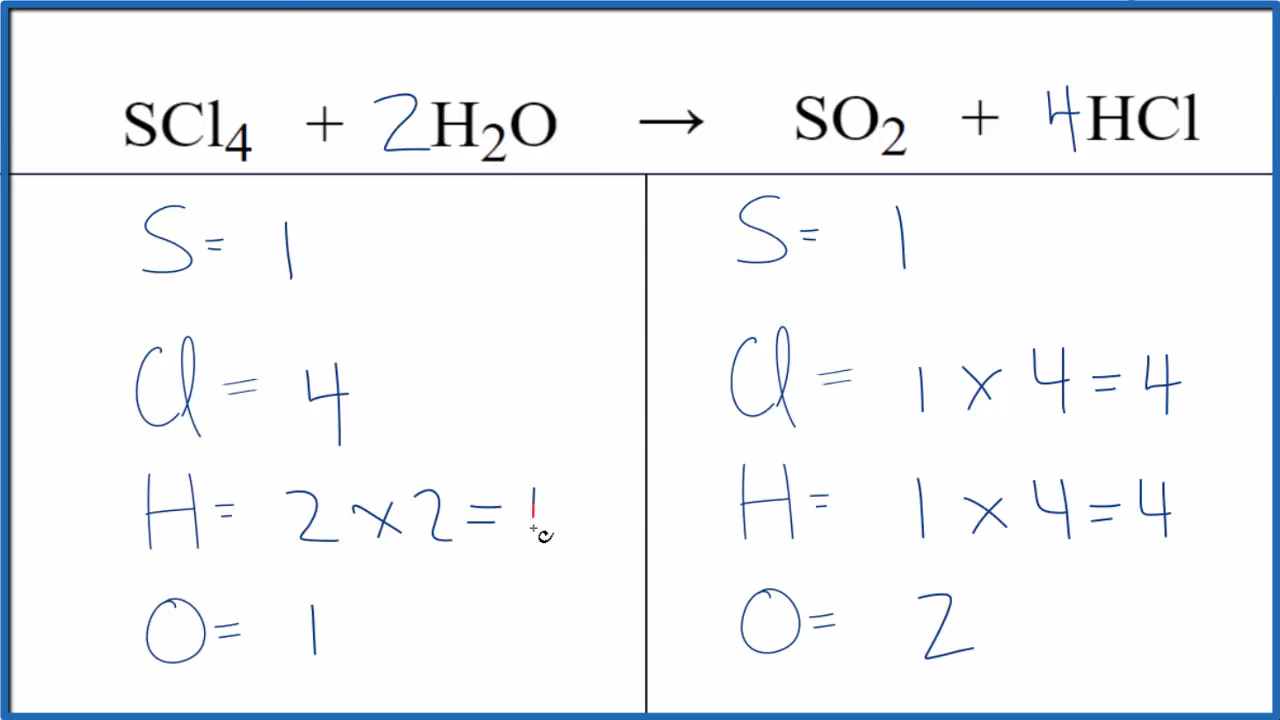 SCl₄ + 2H₂O → SO₂ + 4HCl
S = 1
Cl = 4
H = 2 x 2 =
O = 1
S = 1
Cl = 1 x 4 = 4
H = 1 x 4 = 4
O = 2